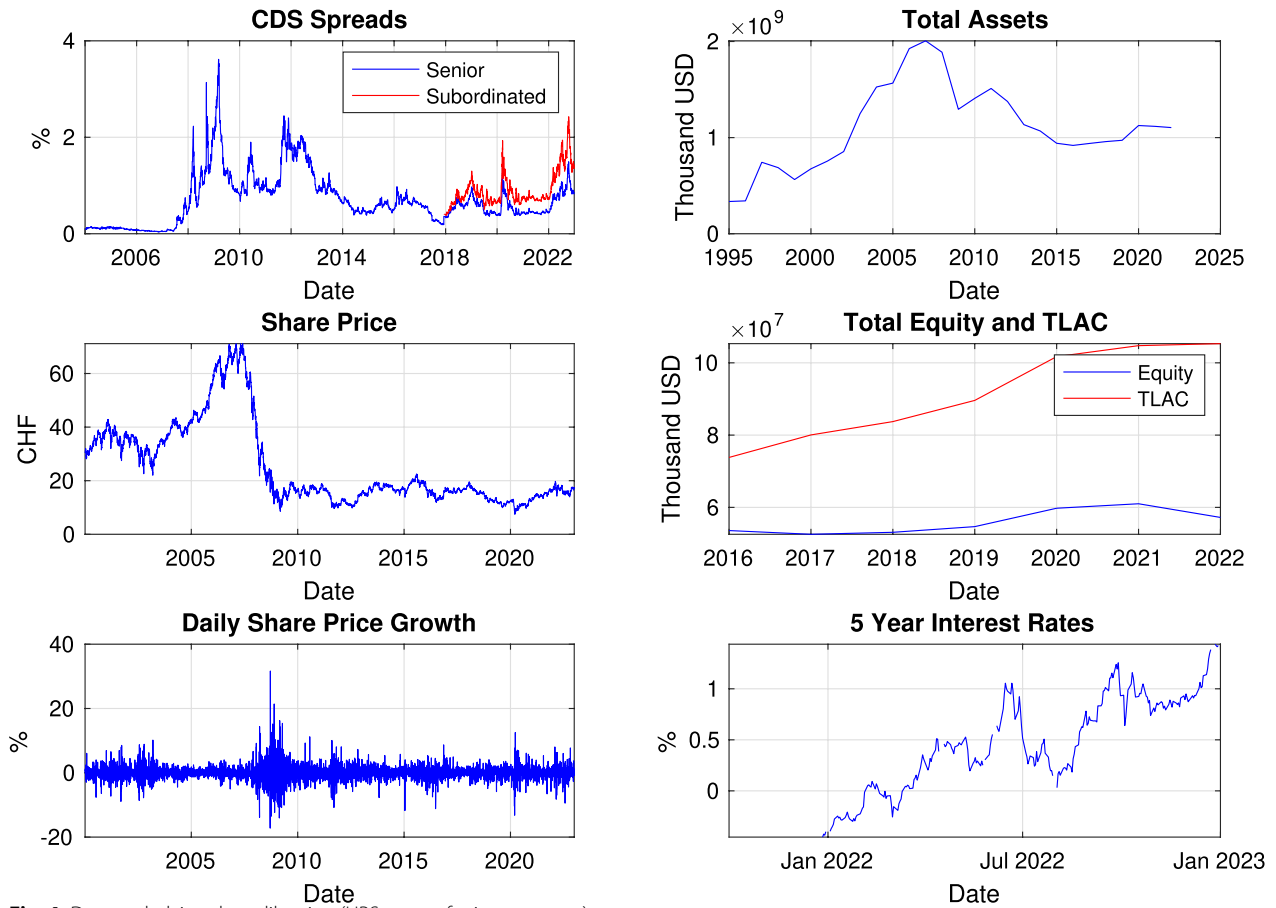 CDS Spreads
4
2
0
%
Senior
Subordinated
2006 2010 2014 2018 2022
Date
Total Assets
×10^9
2
1
0
Thousand USD
1995 2000 2005 2010 2015 2020 2025
Date
Share Price
60
40
20
0
CHF
2005 2010 2015 2020
Date
Total Equity and TLAC
×10^7
10
8
6
Thousand USD
Equity
TLAC
2016 2017 2018 2019 2020 2021 2022
Date
Daily Share Price Growth
40
20
0
-20
%
2005 2010 2015 2020
Date
5 Year Interest Rates
1
0.5
0
%
Jan 2022 Jul 2022 Jan 2023
Date